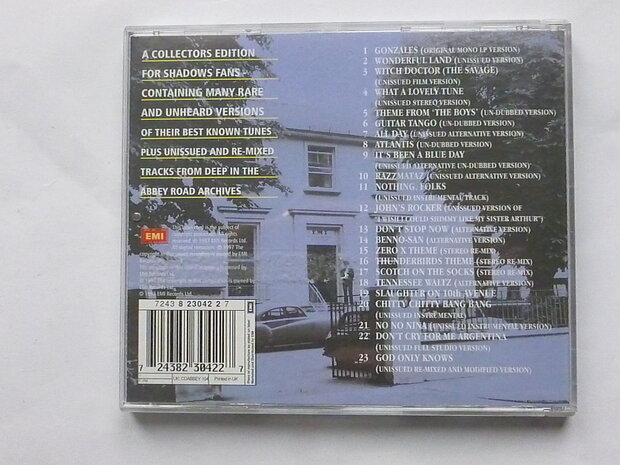 A COLLECTORS EDITION
FOR SHADOWS FANS
CONTAINING MANY RARE
AND UNHEARD VERSIONS
OF THEIR BEST KNOWN TUNES
PLUS UNISSUED AND RE-MIXED
TRACKS FROM DEEP IN THE
ABBEY ROAD ARCHIVES
1 GONZALES (ORIGINAL MONO LP VERSION)
2 WONDERFUL LAND (UNISSUED VERSION)
3 WITCH DOCTOR (THE SAVAGE)
(UNISSUED FILM VERSION)
4 WHAT A LOVELY TUNE
(UNISSUED STEREO VERSION)
5 THEME FROM 'THE BOYS' (UN-DUBBED VERSION)
6 GUITAR TANGO (UN-DUBBED VERSION)
7 ALL DAY (UNISSUED ALTERNATIVE VERSION)
8 ATLANTIS (UN-DUBBED VERSION)
9 IT'S BEEN A BLUE DAY
(UNISSUED ALTERNATIVE UN-DUBBED VERSION)
10 RAZZMATAZ (UNISSUED ALTERNATIVE VERSION)
11 NOTHING FOLKS
(UNISSUED INSTRUMENTAL TRACK)
12 JOHN'S ROCKER (UNISSUED VERSION OF
'I WISH I COULD SHIMMY LIKE MY SISTER ARTHUR')
13 DON'T STOP NOW (ALTERNATIVE VERSION)
14 BENNO-SAN (ALTERNATIVE VERSION)
15 ZERO X THEME (STEREO RE-MIX)
16 THUNDERBIRDS THEME (STEREO RE-MIX)
17 SCOTCH ON THE SOCKS (STEREO RE-MIX)
18 TENNESSEE WALTZ (ALTERNATIVE VERSION)
19 SLAUGHTER ON 10th AVENUE
20 CHITTY CHITTY BANG BANG
(UNISSUED INSTRUMENTAL)
21 NO NO NINA (UNISSUED INSTRUMENTAL VERSION)
22 DON'T CRY FOR ME ARGENTINA
(UNISSUED FULL STUDIO VERSION)
23 GOD ONLY KNOWS
(UNISSUED RE-MIXED AND MODIFIED VERSION)
EMI
EMI
7243 8 23042 2 7
7 24382 30422 7
UK: CDABBEY 104 Printed in UK